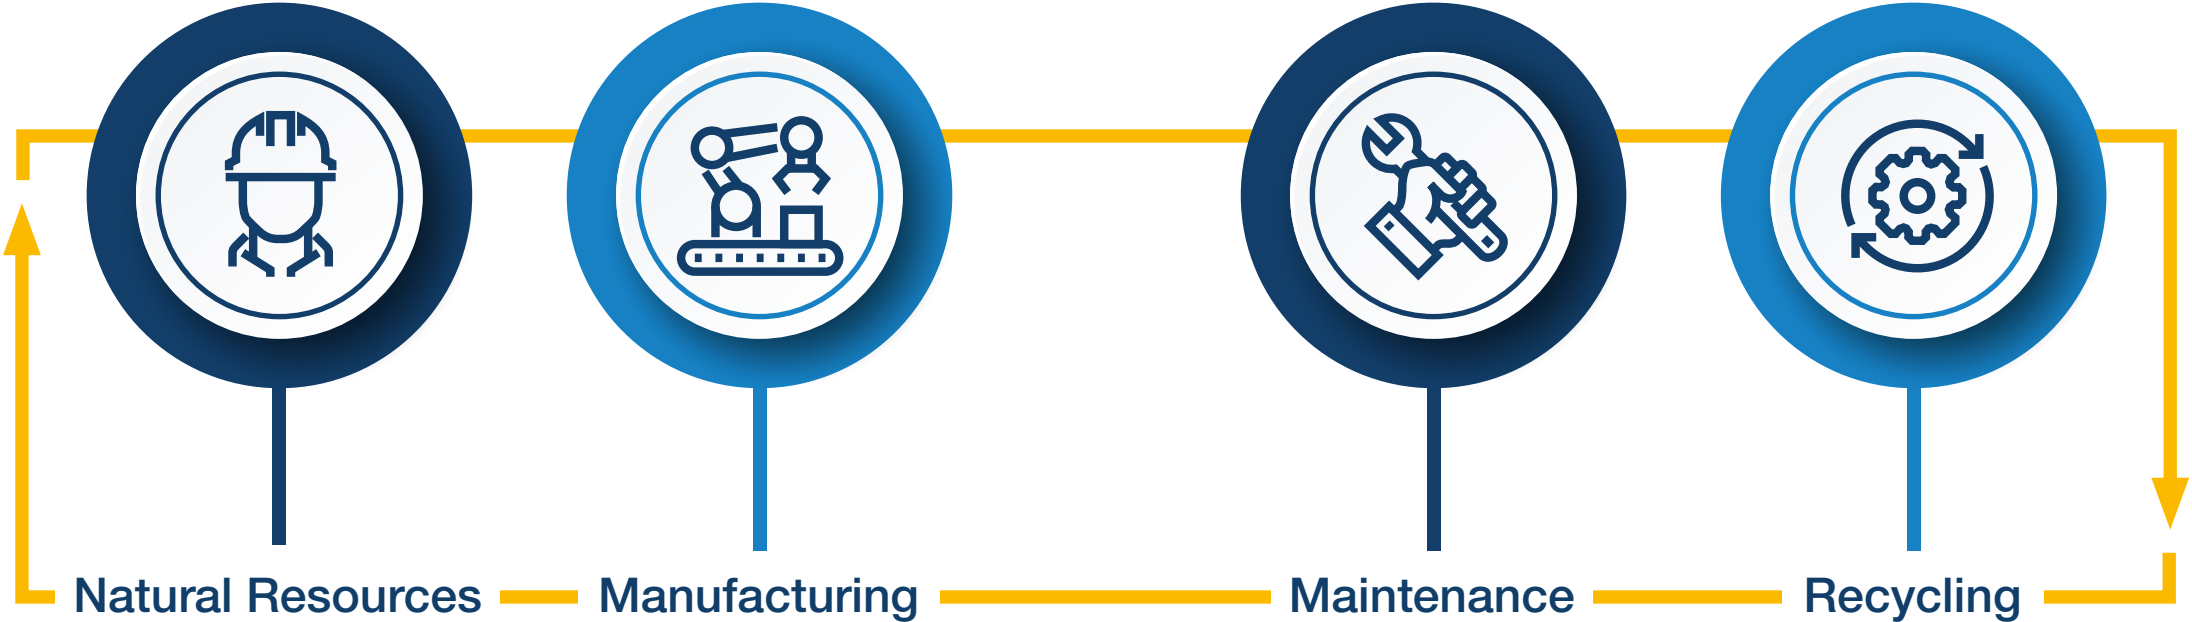 Natural Resources
Manufacturing
Maintenance
Recycling